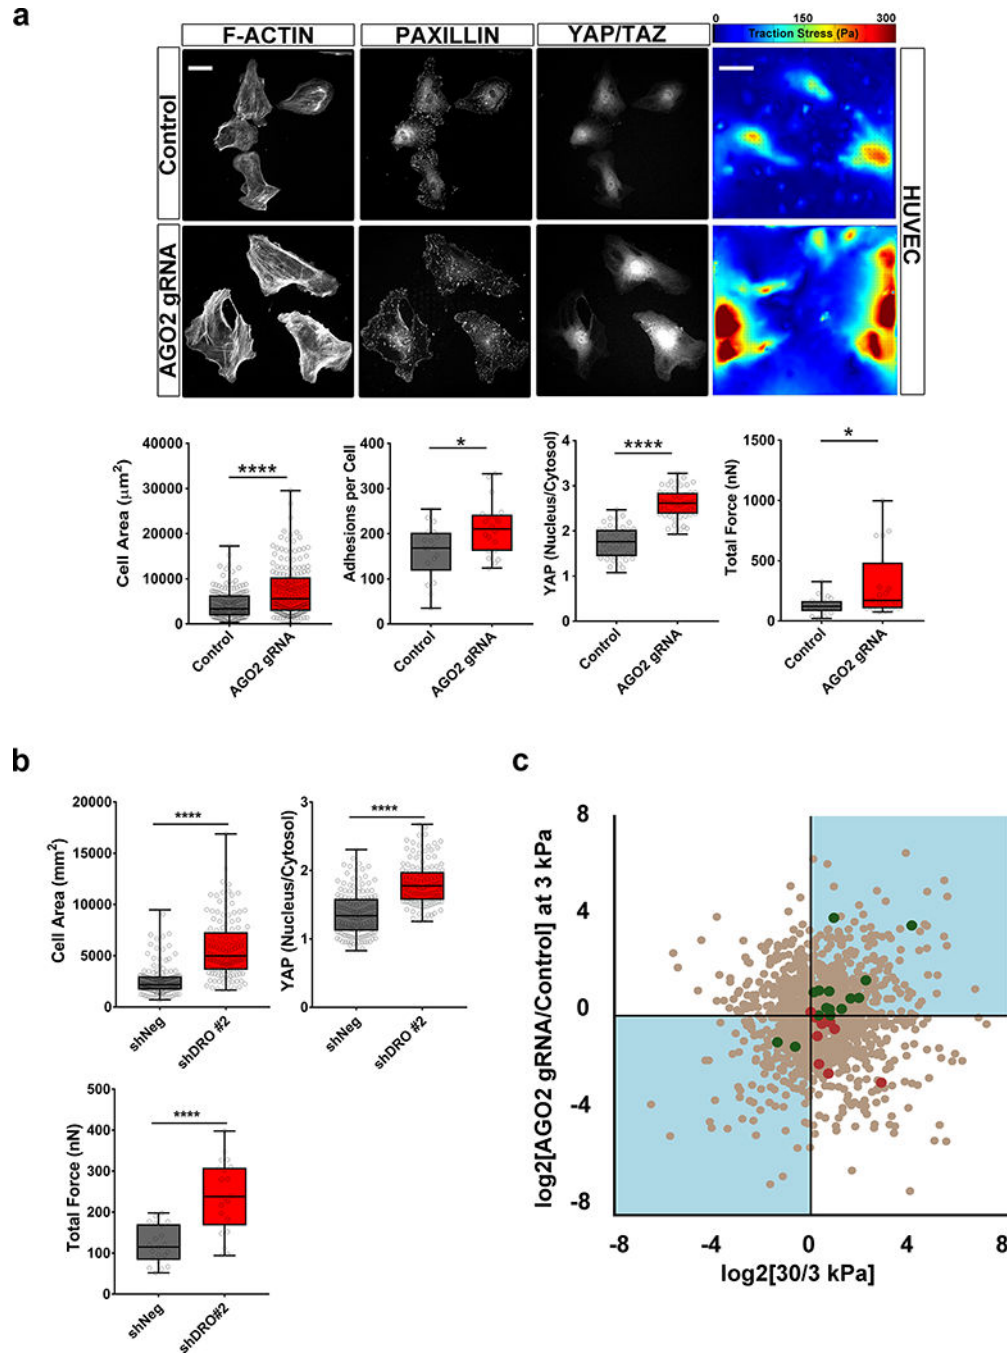 a
F-ACTIN
PAXILLIN
YAP/TAZ
0 150 300
Traction Stress (Pa)
Control
AGO2 gRNA
HUVEC
Cell Area (μm²)
40000
30000
20000
10000
0
****
Control
AGO2 gRNA
Adhesions per Cell
400
300
200
100
0
*
Control
AGO2 gRNA
YAP (Nucleus/Cytosol)
4
3
2
1
0
****
Control
AGO2 gRNA
Total Force (nN)
1500
1000
500
0
*
Control
AGO2 gRNA
b
Cell Area (mm²)
20000
15000
10000
5000
0
****
shNeg
shDRO #2
YAP (Nucleus/Cytosol)
3
2
1
0
****
shNeg
shDRO #2
Total Force (nN)
500
400
300
200
100
0
****
shNeg
shDRO#2
c
log2[AGO2 gRNA/Control] at 3 kPa
8
4
0
-4
-8
-8 -4 0 4 8
log2[30/3 kPa]